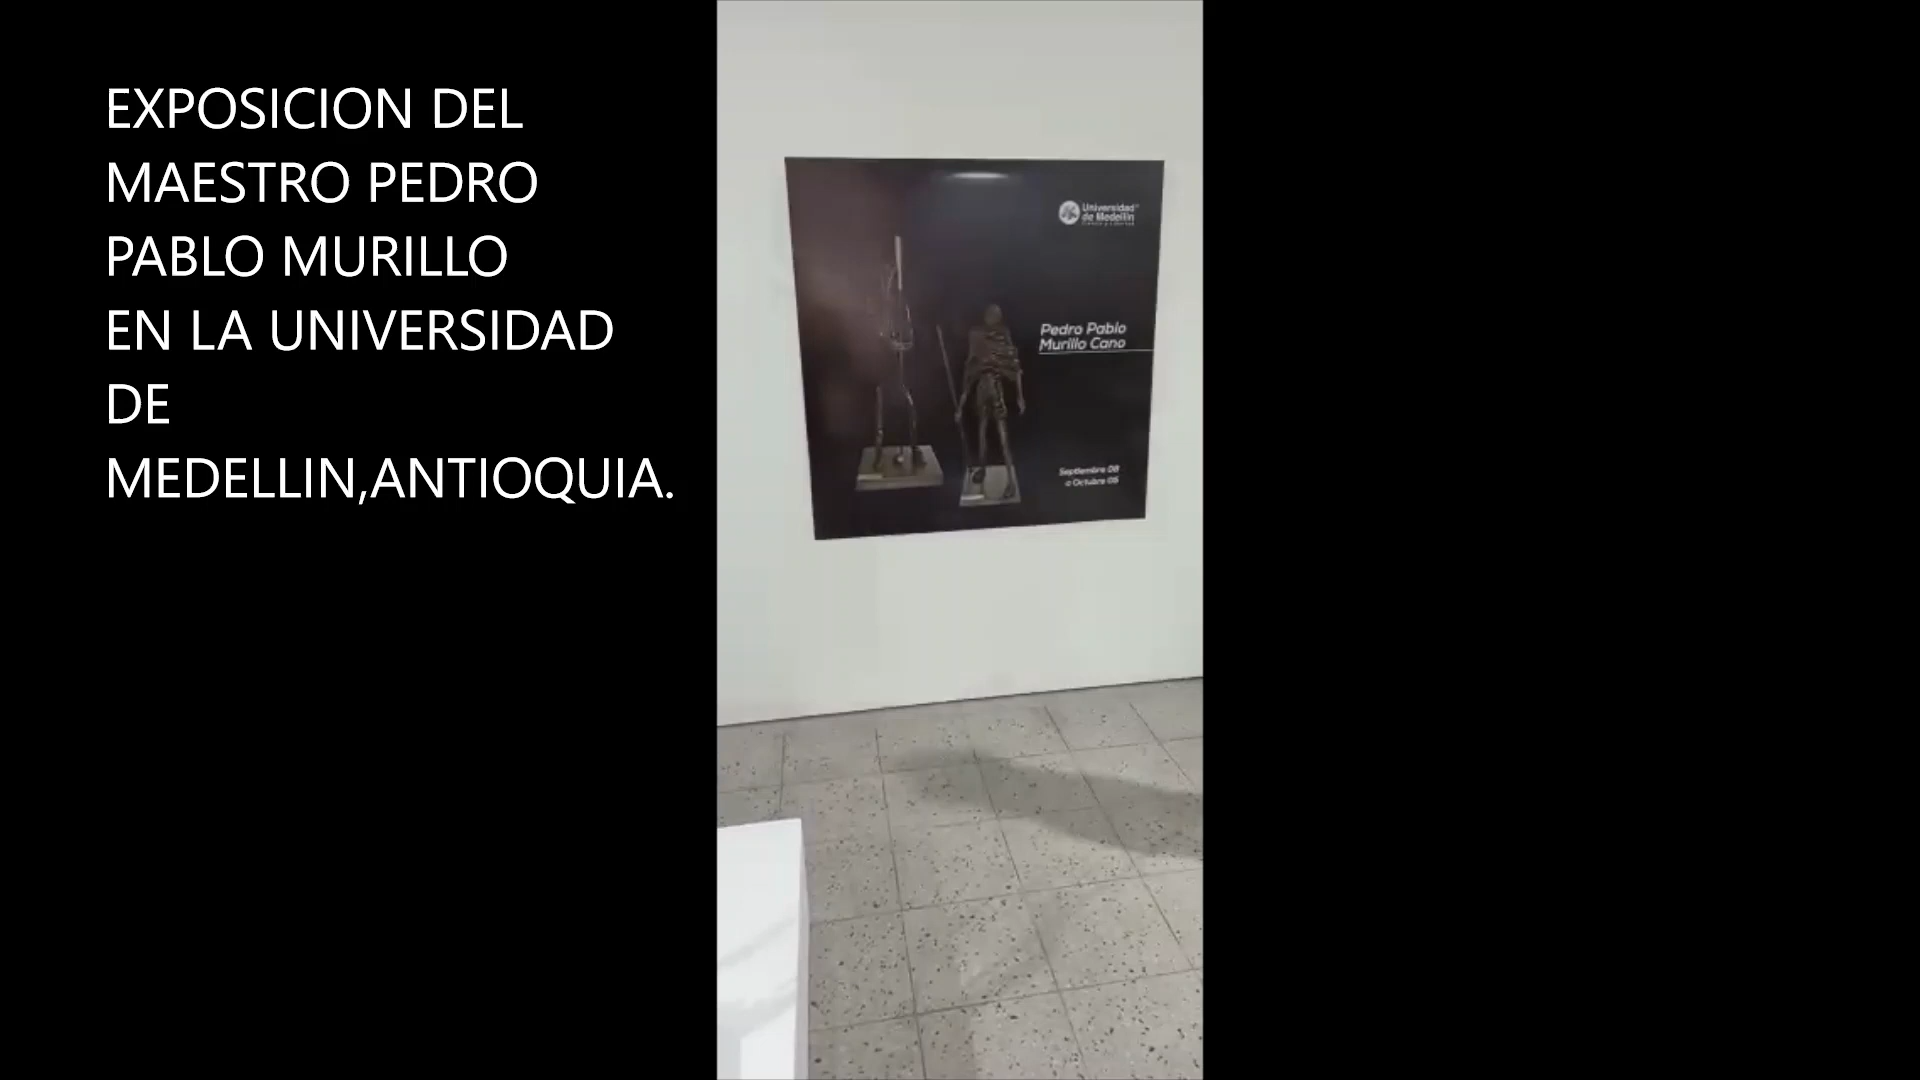 EXPOSICION DEL
MAESTRO PEDRO
PABLO MURILLO
EN LA UNIVERSIDAD
DE
MEDELLIN,ANTIOQUIA.
Universidad
de Medellín
Pedro Pablo
Murillo Cano
Septiembre 08
a Octubre 05